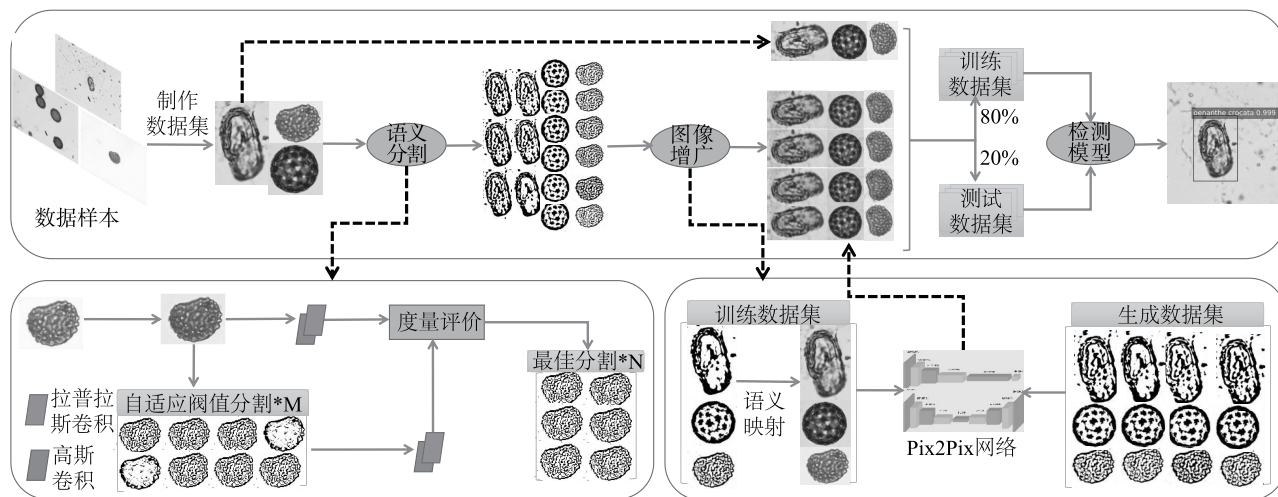 制作
数据集
数据样本
语义
分割
图像
增广
训练
数据集
80%
20%
测试
数据集
检测
模型
oenanthe crocata 0.999
度量评价
最佳分割*N
拉普拉
斯卷积
高斯
卷积
自适应阀值分割*M
训练数据集
语义
映射
Pix2Pix网络
生成数据集